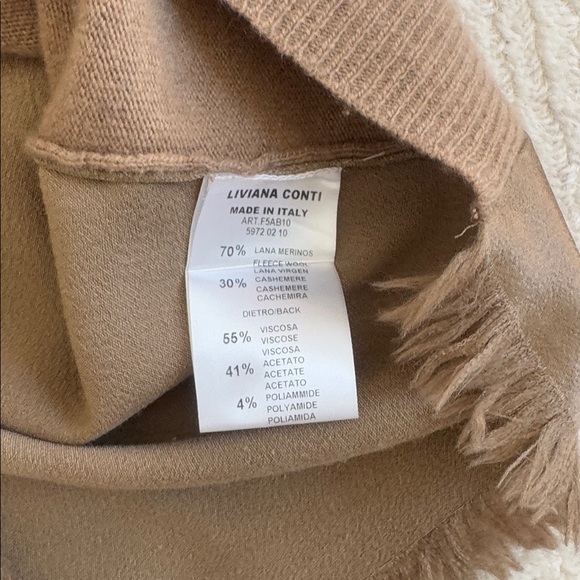 LIVIANA CONTI
MADE IN ITALY
ART.F5AB10
5972 02 10
70% LANA MERINOS
FLEECE WOOL
LANA VIRGEN
30% CASHEMERE
CASHEMERE
CACHEMIRA
DIETRO/BACK
55% VISCOSA
VISCOSE
VISCOSA
41% ACETATO
ACETATE
ACETATO
4% POLIAMMIDE
POLYAMIDE
POLIAMIDA